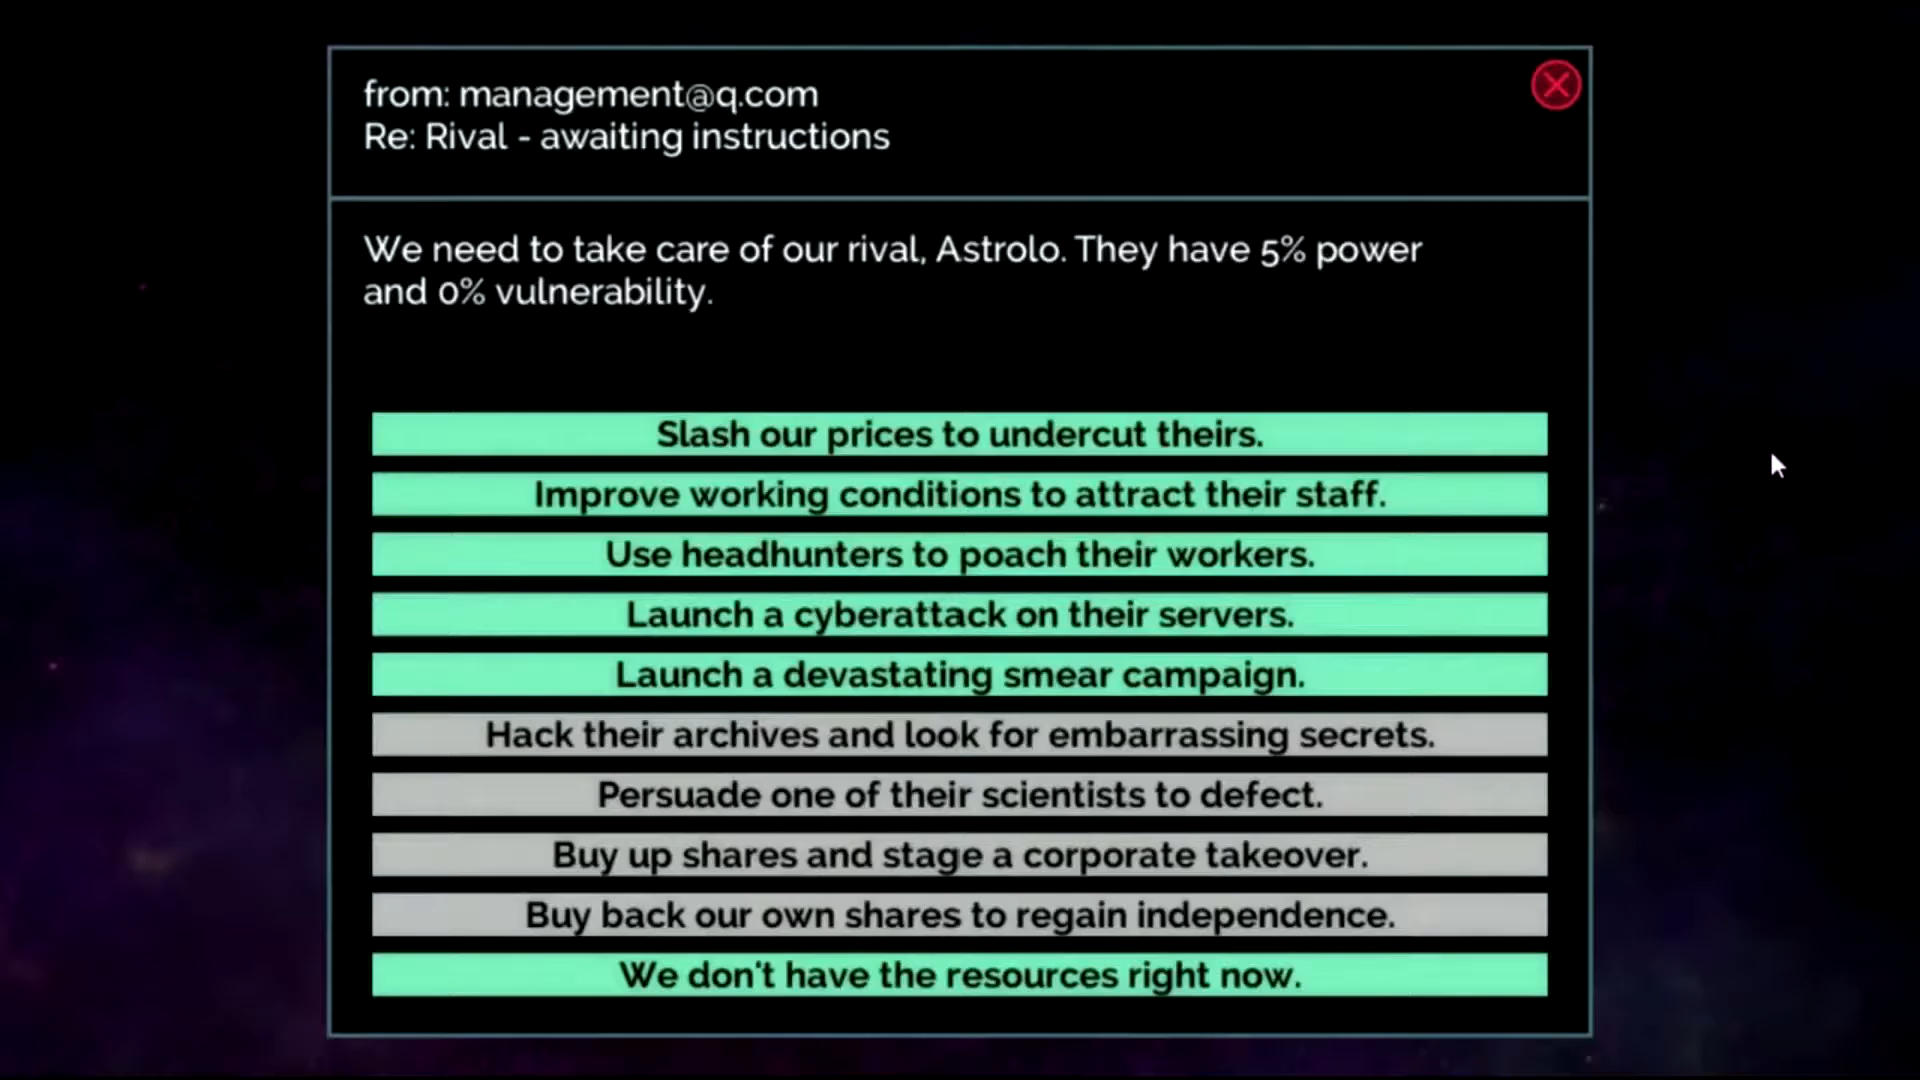 from: management@q.com
Re: Rival - awaiting instructions
We need to take care of our rival, Astrolo. They have 5% power
and 0% vulnerability.
Slash our prices to undercut theirs.
Improve working conditions to attract their staff.
Use headhunters to poach their workers.
Launch a cyberattack on their servers.
Launch a devastating smear campaign.
Hack their archives and look for embarrassing secrets.
Persuade one of their scientists to defect.
Buy up shares and stage a corporate takeover.
Buy back our own shares to regain independence.
We don't have the resources right now.